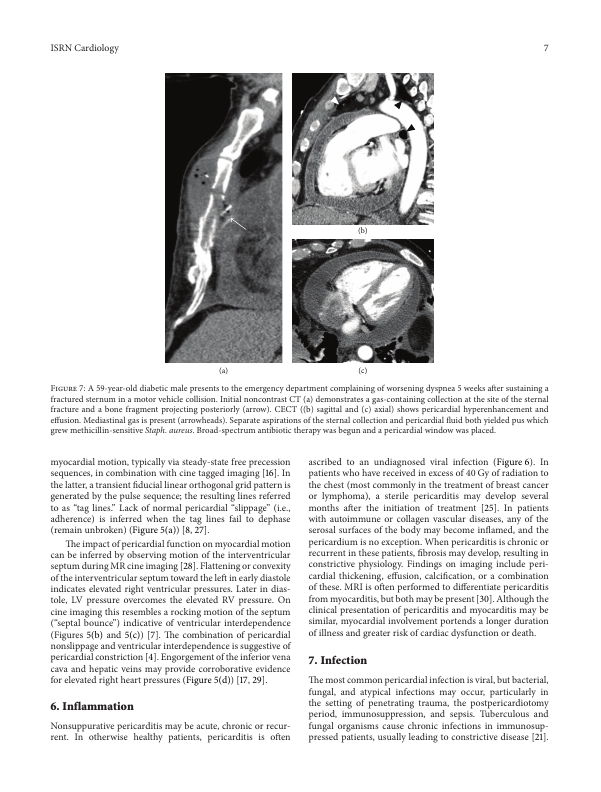 ISRN Cardiology
7
(a)
(b)
(c)
Figure 7: A 59-year-old diabetic male presents to the emergency department complaining of worsening dyspnea 5 weeks after sustaining a
fractured sternum in a motor vehicle collision. Initial noncontrast CT (a) demonstrates a gas-containing collection at the site of the sternal
fracture and a bone fragment projecting posteriorly (arrow). CECT ((b) sagittal and (c) axial) shows pericardial hyperenhancement and
effusion. Mediastinal gas is present (arrowheads). Separate aspirations of the sternal collection and pericardial fluid both yielded pus which
grew methicillin-sensitive Staph. aureus. Broad-spectrum antibiotic therapy was begun and a pericardial window was placed.
myocardial motion, typically via steady-state free precession
sequences, in combination with cine tagged imaging [16]. In
the latter, a transient fiducial linear orthogonal grid pattern is
generated by the pulse sequence; the resulting lines referred
to as “tag lines.” Lack of normal pericardial “slippage” (i.e.,
adherence) is inferred when the tag lines fail to dephase
(remain unbroken) (Figure 5(a)) [8, 27].
The impact of pericardial function on myocardial motion
can be inferred by observing motion of the interventricular
septum during MR cine imaging [28]. Flattening or convexity
of the interventricular septum toward the left in early diastole
indicates elevated right ventricular pressures. Later in dias-
tole, LV pressure overcomes the elevated RV pressure. On
cine imaging this resembles a rocking motion of the septum
(“septal bounce”) indicative of ventricular interdependence
(Figures 5(b) and 5(c)) [7]. The combination of pericardial
nonslippage and ventricular interdependence is suggestive of
pericardial constriction [4]. Engorgement of the inferior vena
cava and hepatic veins may provide corroborative evidence
for elevated right heart pressures (Figure 5(d)) [17, 29].
6. Inflammation
Nonsuppurative pericarditis may be acute, chronic or recur-
rent. In otherwise healthy patients, pericarditis is often
ascribed to an undiagnosed viral infection (Figure 6). In
patients who have received in excess of 40 Gy of radiation to
the chest (most commonly in the treatment of breast cancer
or lymphoma), a sterile pericarditis may develop several
months after the initiation of treatment [25]. In patients
with autoimmune or collagen vascular diseases, any of the
serosal surfaces of the body may become inflamed, and the
pericardium is no exception. When pericarditis is chronic or
recurrent in these patients, fibrosis may develop, resulting in
constrictive physiology. Findings on imaging include peri-
cardial thickening, effusion, calcification, or a combination
of these. MRI is often performed to differentiate pericarditis
from myocarditis, but both may be present [30]. Although the
clinical presentation of pericarditis and myocarditis may be
similar, myocardial involvement portends a longer duration
of illness and greater risk of cardiac dysfunction or death.
7. Infection
The most common pericardial infection is viral, but bacterial,
fungal, and atypical infections may occur, particularly in
the setting of penetrating trauma, the postpericardiotomy
period, immunosuppression, and sepsis. Tuberculous and
fungal organisms cause chronic infections in immunosup-
pressed patients, usually leading to constrictive disease [21].